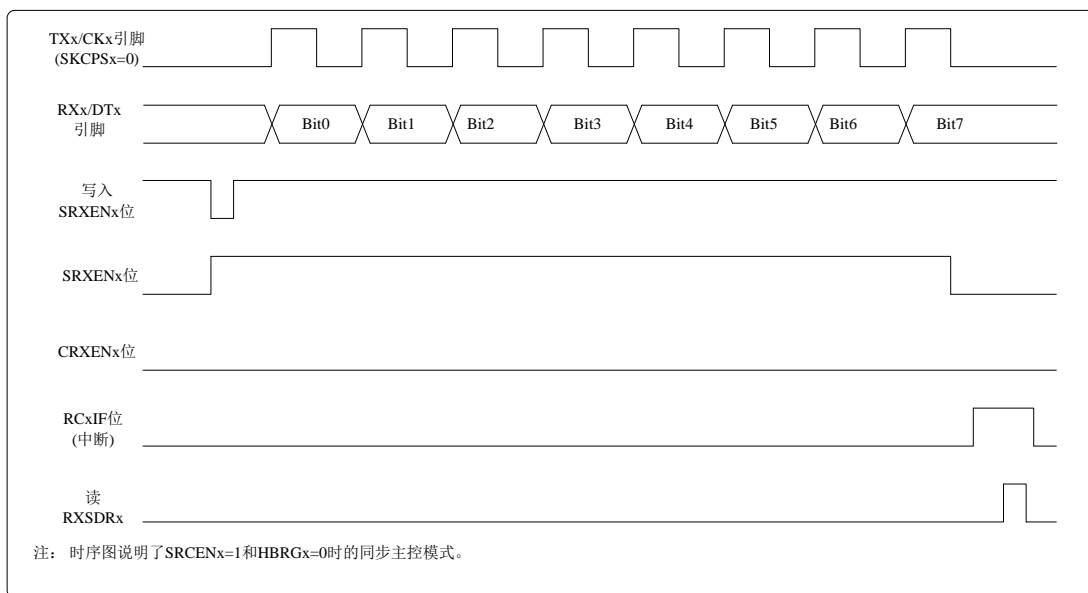 TXx/CKx引脚
(SKCPSx=0)
RXx/DTx
引脚
Bit0 Bit1 Bit2 Bit3 Bit4 Bit5 Bit6 Bit7
写入
SRXENx位
SRXENx位
CRXENx位
RCxIF位
(中断)
读
RXSDRx
注： 时序图说明了SRCENx=1和HBRGx=0时的同步主控模式。